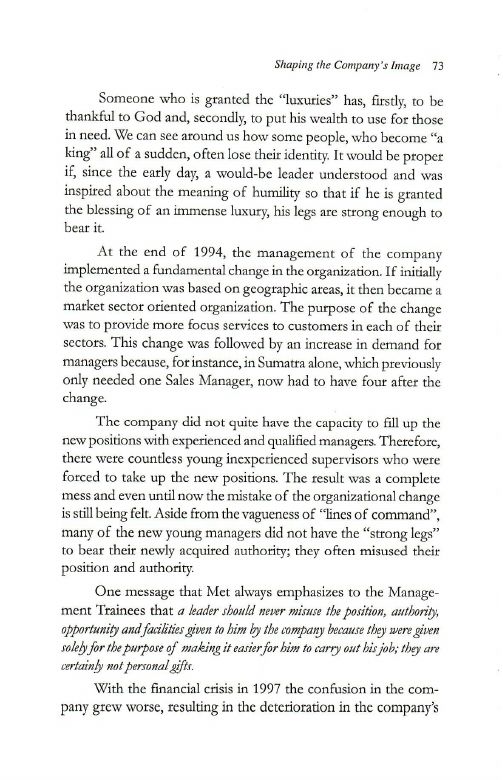 Shaping the Company's Image 73
Someone who is granted the "luxuries" has, firstly, to be
thankful to God and, secondly, to put his wealth to use for those
in need. We can see around us how some people, who become "a
king" all of a sudden, often lose their identity. It would be proper
if, since the early day, a would-be leader understood and was
inspired about the meaning of humility so that if he is granted
the blessing of an immense luxury, his legs are strong enough to
bear it.
At the end of 1994, the management of the company
implemented a fundamental change in the organization. If initially
the organization was based on geographic areas, it then became a
market sector oriented organization. The purpose of the change
was to provide more focus services to customers in each of their
sectors. This change was followed by an increase in demand for
managers because, for instance, in Sumatra alone, which previously
only needed one Sales Manager, now had to have four after the
change.
The company did not quite have the capacity to fill up the
new positions with experienced and qualified managers. Therefore,
there were countless young inexperienced supervisors who were
forced to take up the new positions. The result was a complete
mess and even until now the mistake of the organizational change
is still being felt. Aside from the vagueness of "lines of command",
many of the new young managers did not have the "strong legs"
to bear their newly acquired authority; they often misused their
position and authority.
One message that Met always emphasizes to the Manage-
ment Trainees that a leader should never misuse the position, authority,
opportunity and facilities given to him by the company because they were given
solely for the purpose of making it easier for him to carry out his job; they are
certainly not personal gifts.
With the financial crisis in 1997 the confusion in the com-
pany grew worse, resulting in the deterioration in the company's